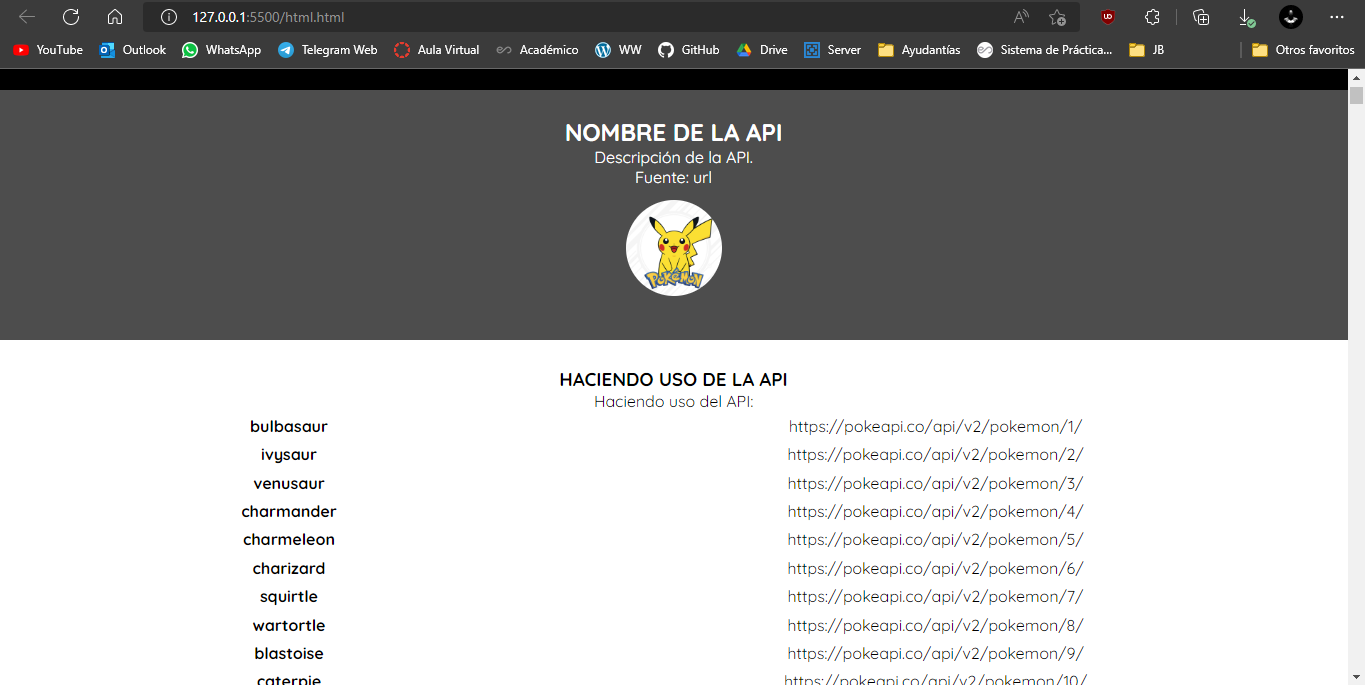 127.0.0.1:5500/html.html
YouTube Outlook WhatsApp Telegram Web Aula Virtual Académico WW GitHub Drive Server Ayudantías Sistema de Práctica... JB Otros favoritos
NOMBRE DE LA API
Descripción de la API.
Fuente: url
POKéMON
HACIENDO USO DE LA API
Haciendo uso del API:
bulbasaur https://pokeapi.co/api/v2/pokemon/1/
ivysaur https://pokeapi.co/api/v2/pokemon/2/
venusaur https://pokeapi.co/api/v2/pokemon/3/
charmander https://pokeapi.co/api/v2/pokemon/4/
charmeleon https://pokeapi.co/api/v2/pokemon/5/
charizard https://pokeapi.co/api/v2/pokemon/6/
squirtle https://pokeapi.co/api/v2/pokemon/7/
wartortle https://pokeapi.co/api/v2/pokemon/8/
blastoise https://pokeapi.co/api/v2/pokemon/9/
caterpie https://pokeapi.co/api/v2/pokemon/10/